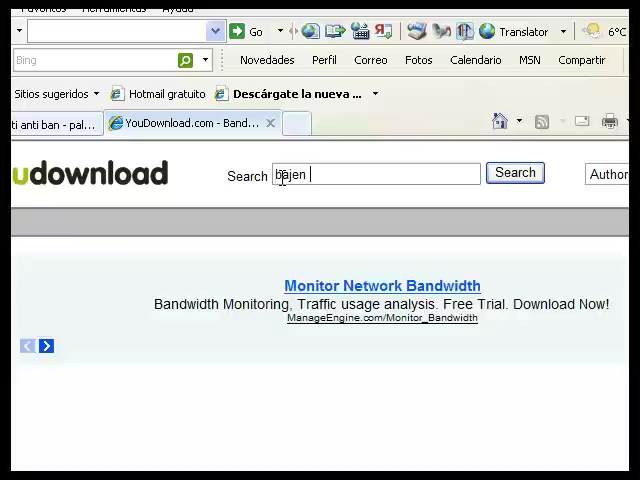 Favoritos Herramientas Ayuda
Go Translator 6°C
Bing Novedades Perfil Correo Fotos Calendario MSN Compartir
Sitios sugeridos Hotmail gratuito Descárgate la nueva ...
ti anti ban - pal... YouDownload.com - Band...
udownload Search bajen Search Author
Monitor Network Bandwidth
Bandwidth Monitoring, Traffic usage analysis. Free Trial. Download Now!
ManageEngine.com/Monitor_Bandwidth